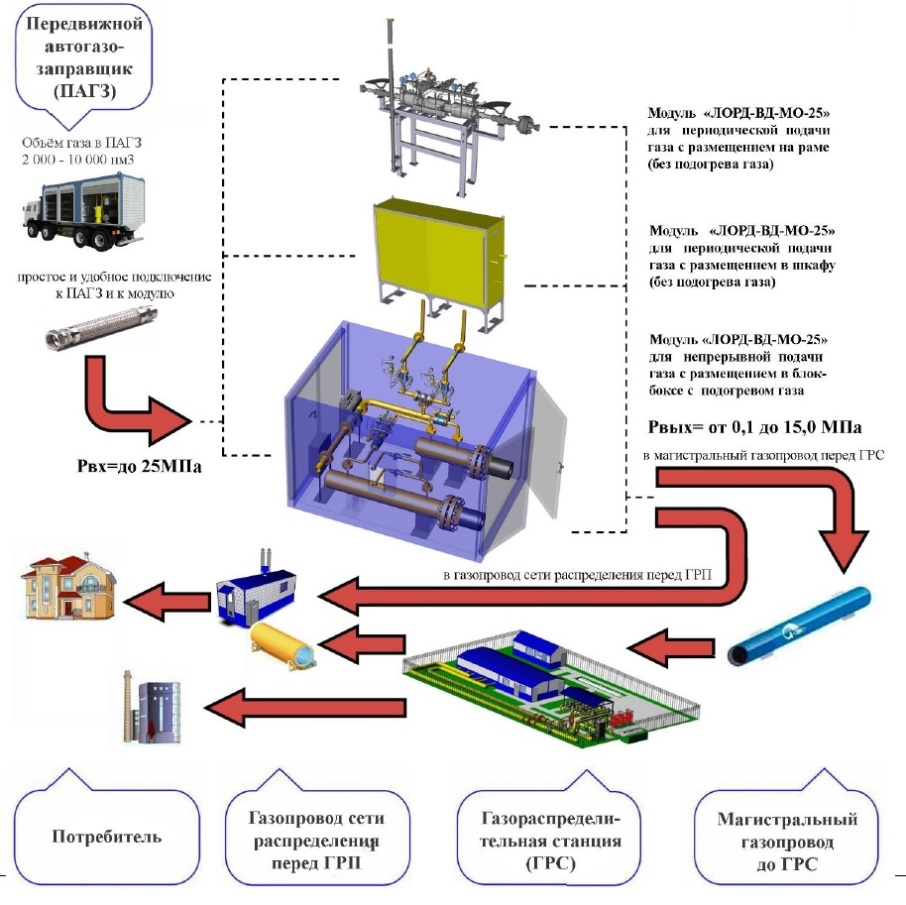 Передвижной
автогазо-
заправщик
(ПАГЗ)
Объём газа в ПАГЗ
2 000 - 10 000 нм3
простое и удобное подключение
к ПАГЗ и к модулю
Рвх=до 25МПа
Модуль «ЛОРД-ВД-МО-25»
для периодической подачи
газа с размещением на раме
(без подогрева газа)
Модуль «ЛОРД-ВД-МО-25»
для периодической подачи
газа с размещением в шкафу
(без подогрева газа)
Модуль «ЛОРД-ВД-МО-25»
для непрерывной подачи
газа с размещением в блок-
боксе с подогревом газа
Рвых= от 0,1 до 15,0 МПа
в магистральный газопровод перед ГРС
в газопровод сети распределения перед ГРП
Потребитель
Газопровод сети
распределения
перед ГРП
Газораспредели-
тельная станция
(ГРС)
Магистральный
газопровод
до ГРС